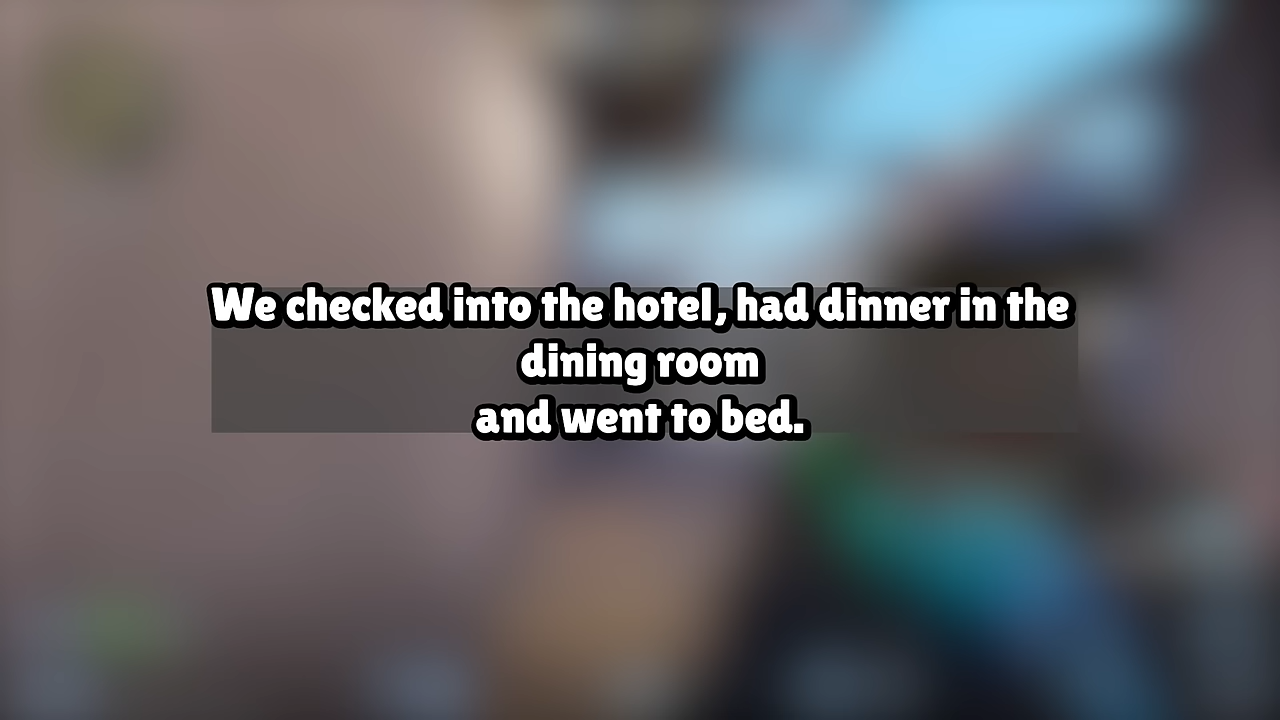 We checked into the hotel, had dinner in the
dining room
and went to bed.